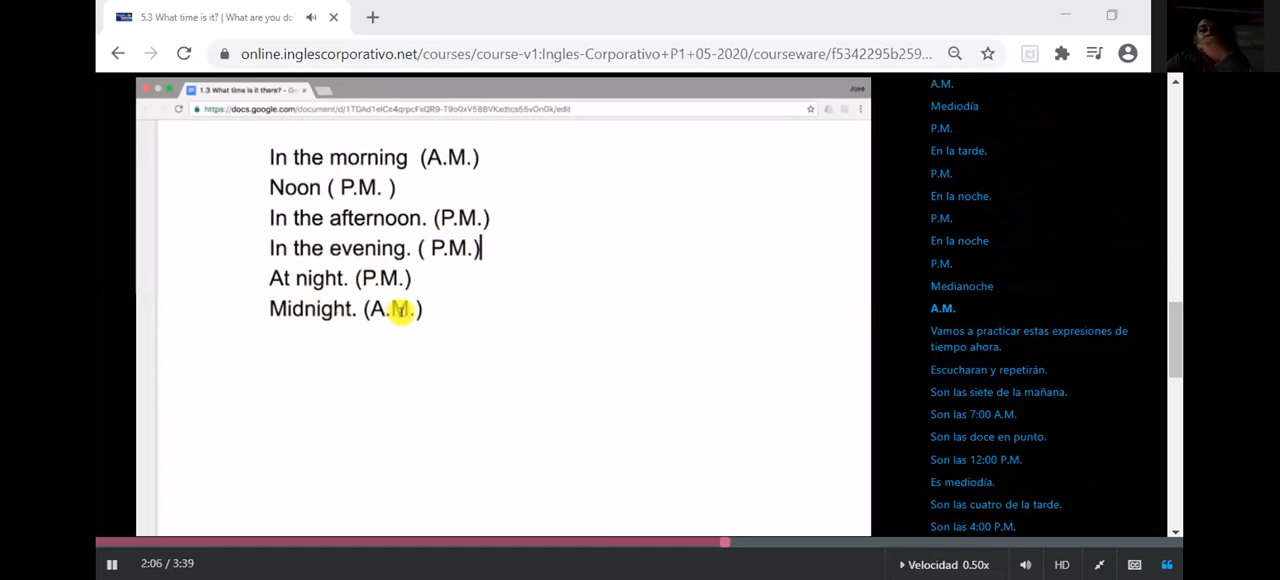 5.3 What time is it? | What are you do
online.inglescorporativo.net/courses/course-v1:Ingles-Corporativo+P1+05-2020/courseware/f5342295b259...
1.3 What time is it there? - Go
Jose
In the morning (A.M.)
Noon ( P.M. )
In the afternoon. (P.M.)
In the evening. ( P.M.)
At night. (P.M.)
Midnight. (A.M.)
A.M.
Mediodía
P.M.
En la tarde.
P.M.
En la noche.
P.M.
En la noche
P.M.
Medianoche
A.M.
Vamos a practicar estas expresiones de
tiempo ahora.
Escucharan y repetirán.
Son las siete de la mañana.
Son las 7:00 A.M.
Son las doce en punto.
Son las 12:00 P.M.
Es mediodía.
Son las cuatro de la tarde.
Son las 4:00 P.M.
2:06 / 3:39
Velocidad 0.50x
HD
CC